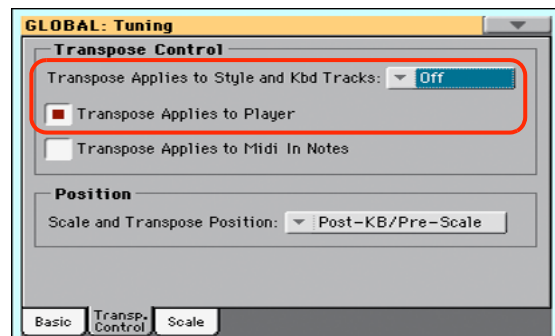 GLOBAL: Tuning
Transpose Control
Transpose Applies to Style and Kbd Tracks: Off
Transpose Applies to Player
Transpose Applies to Midi In Notes
Position
Scale and Transpose Position: Post-KB/Pre-Scale
Basic Transp. Control Scale